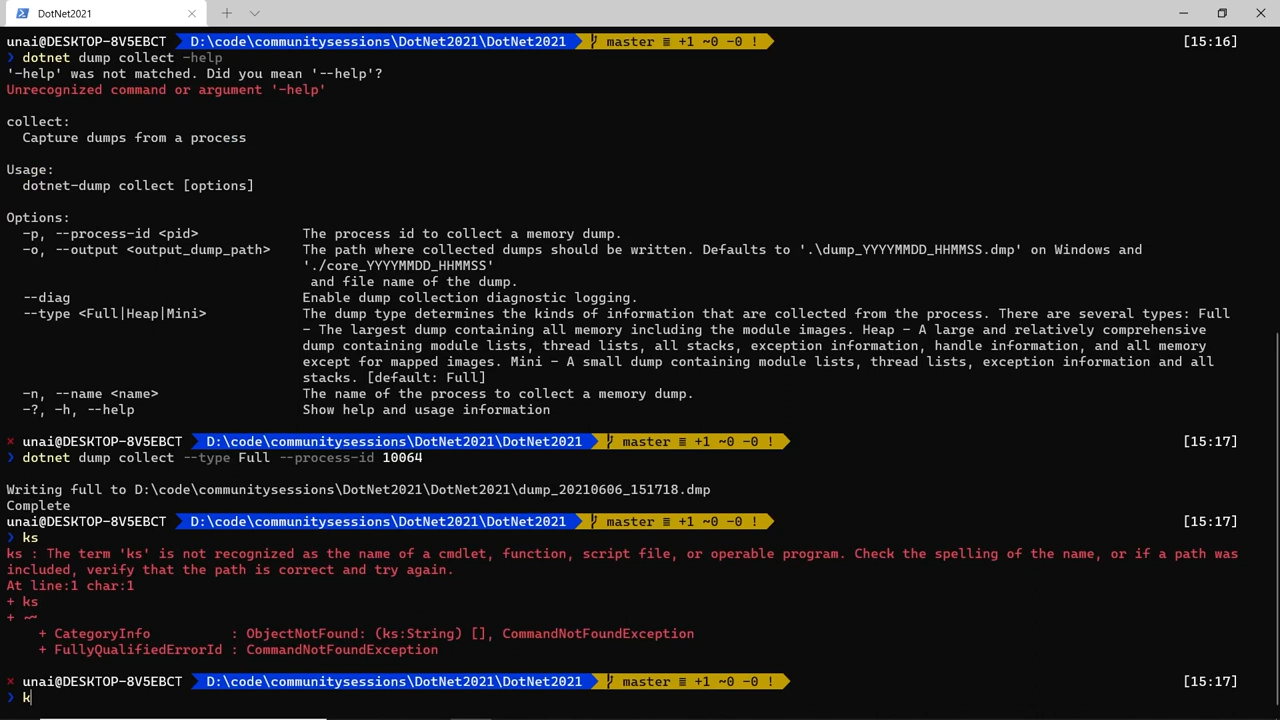 DotNet2021
unai@DESKTOP-8V5EBCT D:\code\communitysessions\DotNet2021\DotNet2021 master ≡ +1 ~0 -0 ! [15:16]
❯ dotnet dump collect -help
'-help' was not matched. Did you mean '--help'?
Unrecognized command or argument '-help'
collect:
Capture dumps from a process
Usage:
dotnet-dump collect [options]
Options:
-p, --process-id <pid> The process id to collect a memory dump.
-o, --output <output_dump_path> The path where collected dumps should be written. Defaults to '.\dump_YYYYMMDD_HHMMSS.dmp' on Windows and
'./core_YYYYMMDD_HHMMSS'
and file name of the dump.
--diag Enable dump collection diagnostic logging.
--type <Full|Heap|Mini> The dump type determines the kinds of information that are collected from the process. There are several types: Full
- The largest dump containing all memory including the module images. Heap - A large and relatively comprehensive
dump containing module lists, thread lists, all stacks, exception information, handle information, and all memory
except for mapped images. Mini - A small dump containing module lists, thread lists, exception information and all
stacks. [default: Full]
-n, --name <name> The name of the process to collect a memory dump.
-?, -h, --help Show help and usage information
× unai@DESKTOP-8V5EBCT D:\code\communitysessions\DotNet2021\DotNet2021 master ≡ +1 ~0 -0 ! [15:17]
❯ dotnet dump collect --type Full --process-id 10064
Writing full to D:\code\communitysessions\DotNet2021\DotNet2021\dump_20210606_151718.dmp
Complete
unai@DESKTOP-8V5EBCT D:\code\communitysessions\DotNet2021\DotNet2021 master ≡ +1 ~0 -0 ! [15:17]
❯ ks
ks : The term 'ks' is not recognized as the name of a cmdlet, function, script file, or operable program. Check the spelling of the name, or if a path was
included, verify that the path is correct and try again.
At line:1 char:1
+ ks
+ ~~
+ CategoryInfo : ObjectNotFound: (ks:String) [], CommandNotFoundException
+ FullyQualifiedErrorId : CommandNotFoundException
× unai@DESKTOP-8V5EBCT D:\code\communitysessions\DotNet2021\DotNet2021 master ≡ +1 ~0 -0 ! [15:17]
❯ k